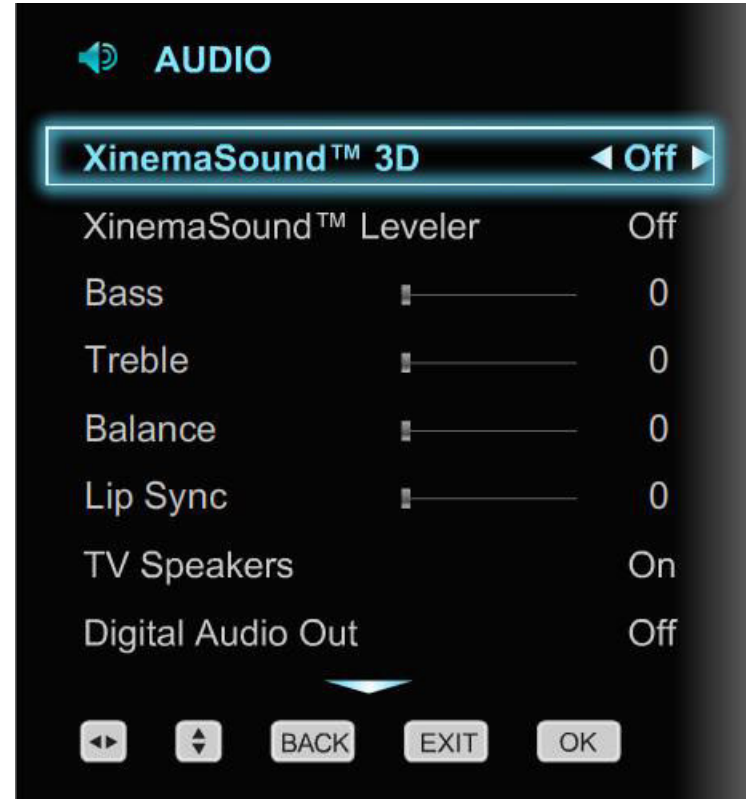 AUDIO
XinemaSound™ 3D Off
XinemaSound™ Leveler Off
Bass 0
Treble 0
Balance 0
Lip Sync 0
TV Speakers On
Digital Audio Out Off
BACK EXIT OK